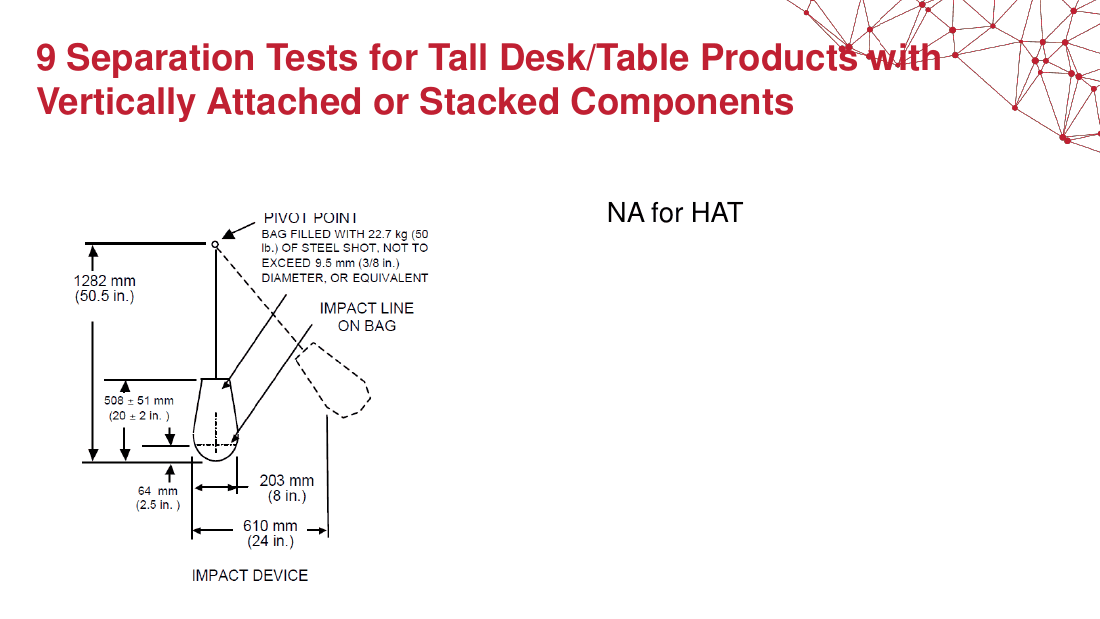 9 Separation Tests for Tall Desk/Table Products with
Vertically Attached or Stacked Components
NA for HAT
PIVOT POINT
BAG FILLED WITH 22.7 kg (50
lb.) OF STEEL SHOT, NOT TO
EXCEED 9.5 mm (3/8 in.)
DIAMETER, OR EQUIVALENT
1282 mm
(50.5 in.)
IMPACT LINE
ON BAG
508 ± 51 mm
(20 ± 2 in. )
64 mm
(2.5 in. )
203 mm
(8 in.)
610 mm
(24 in.)
IMPACT DEVICE